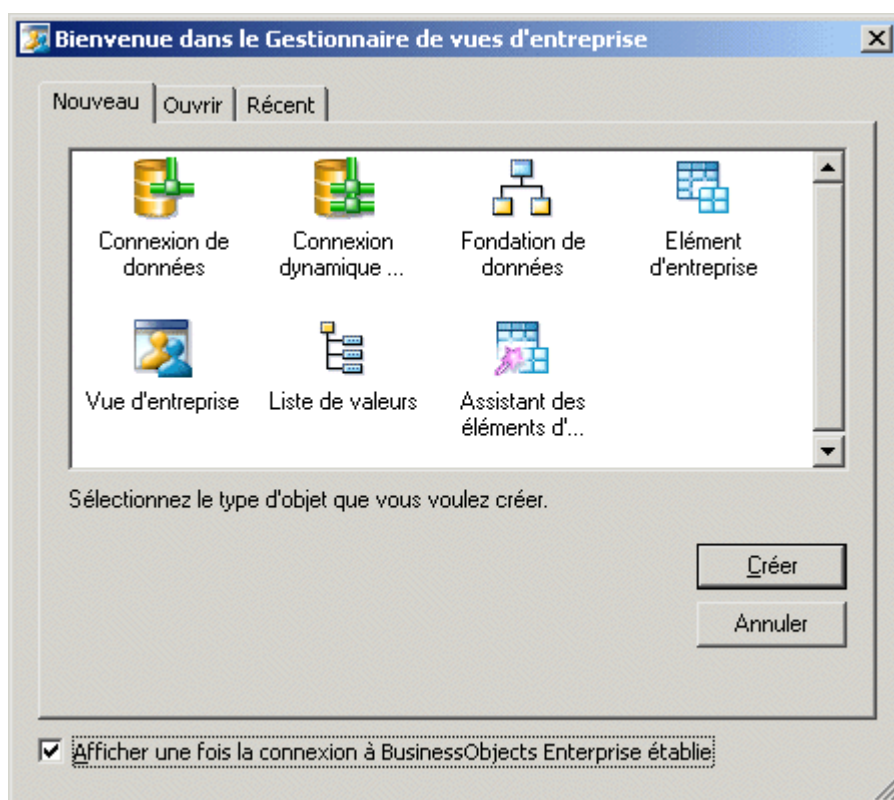 Bienvenue dans le Gestionnaire de vues d'entreprise
Nouveau
Ouvrir
Récent
Connexion de
données
Connexion
dynamique ...
Fondation de
données
Elément
d'entreprise
Vue d'entreprise
Liste de valeurs
Assistant des
éléments d'...
Sélectionnez le type d'objet que vous voulez créer.
Créer
Annuler
Afficher une fois la connexion à BusinessObjects Enterprise établie